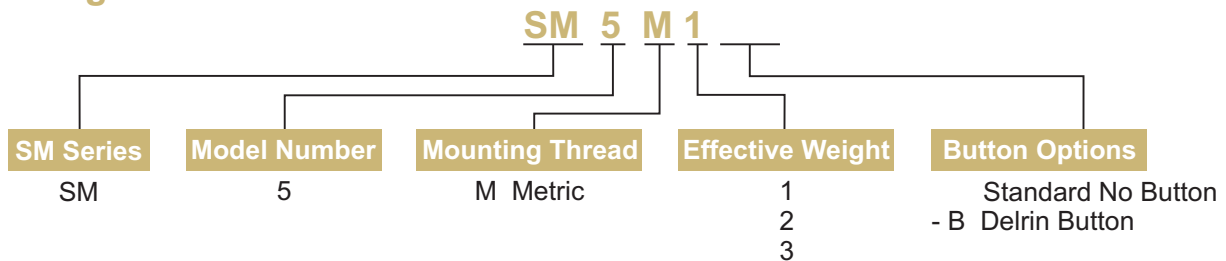 SM 5 M 1
SM Series Model Number Mounting Thread Effective Weight Button Options
SM 5 M Metric 1 Standard No Button
2 - B Delrin Button
3